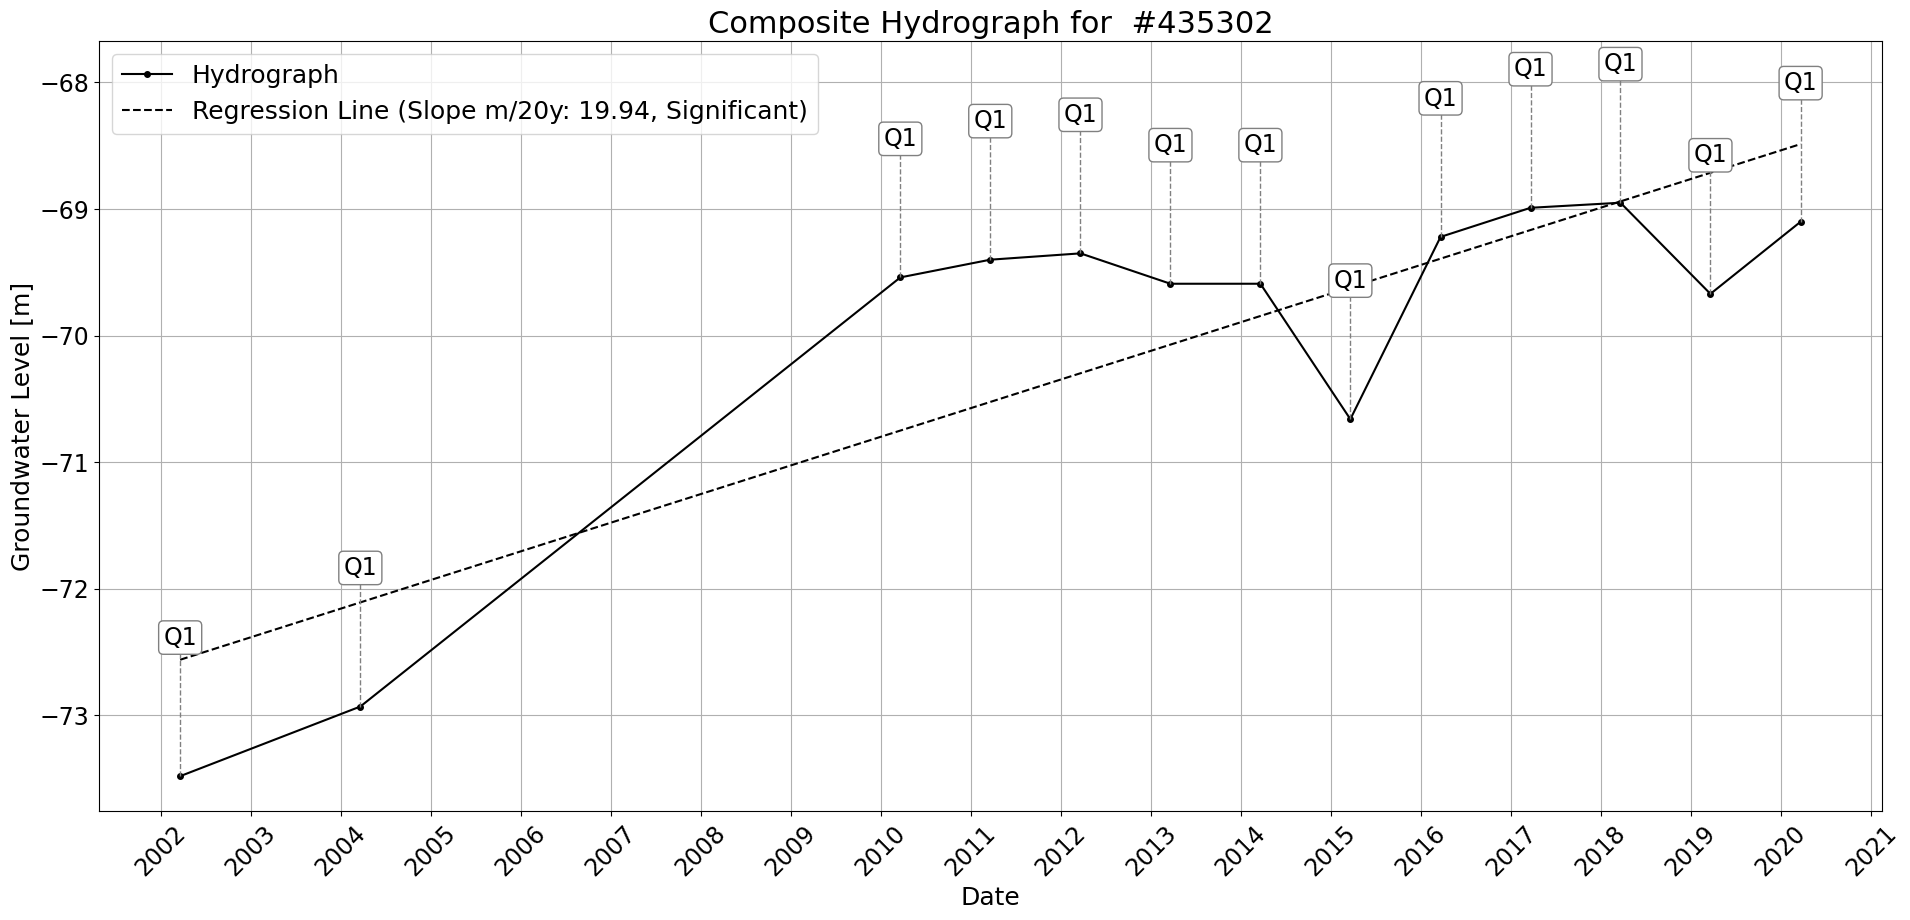 Composite Hydrograph for  #435302
Hydrograph
Regression Line (Slope m/20y: 19.94, Significant)
Q1
Q1
Q1
Q1
Q1
Q1
Q1
Q1
Q1
Q1
Q1
Q1
Q1
−68
−69
−70
−71
−72
−73
Groundwater Level [m]
2002
2003
2004
2005
2006
2007
2008
2009
2010
2011
2012
2013
2014
2015
2016
2017
2018
2019
2020
2021
Date